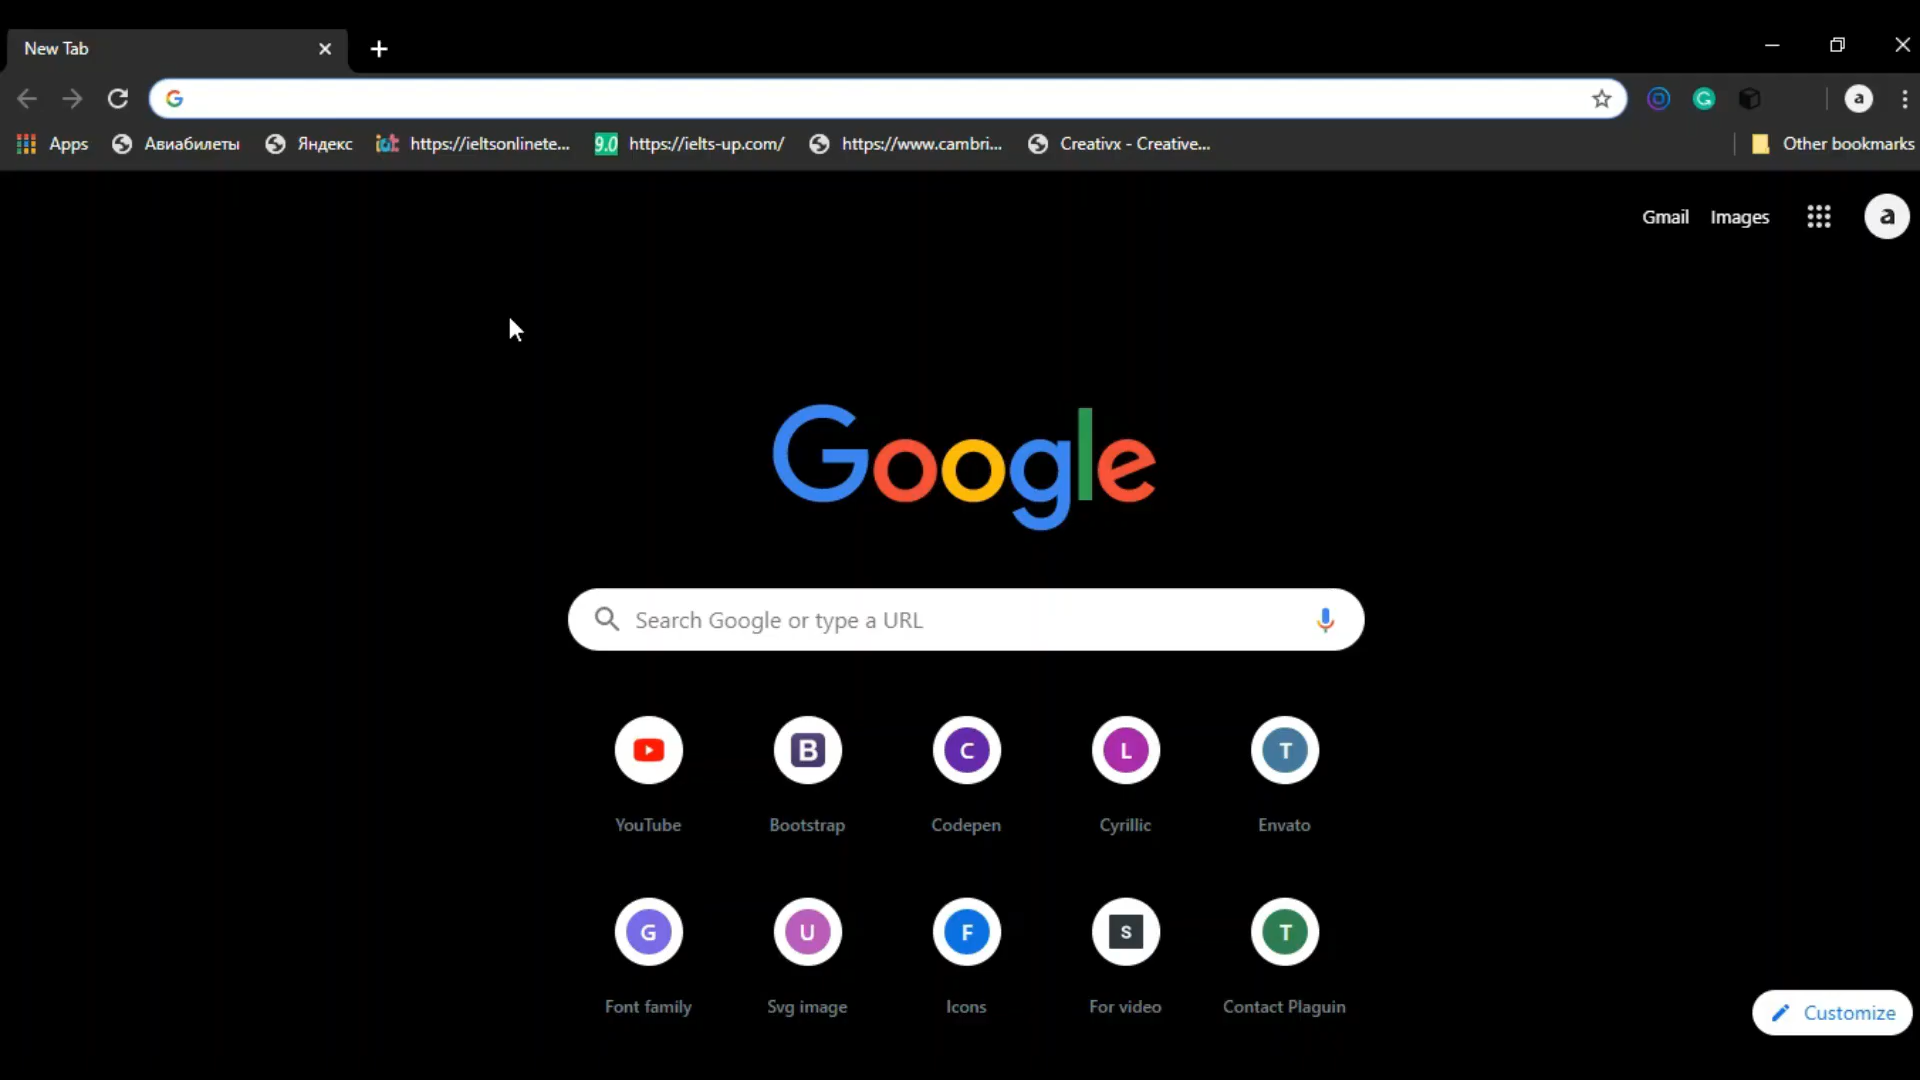 New Tab
Apps Авиабилеты Яндекс iot https://ieltsonlinete... 9.0 https://ielts-up.com/ https://www.cambri... Creativx - Creative... Other bookmarks
a
Gmail Images a
Google
Search Google or type a URL
B C L T
YouTube Bootstrap Codepen Cyrillic Envato
G U F S T
Font family Svg image Icons For video Contact Plaguin
Customize